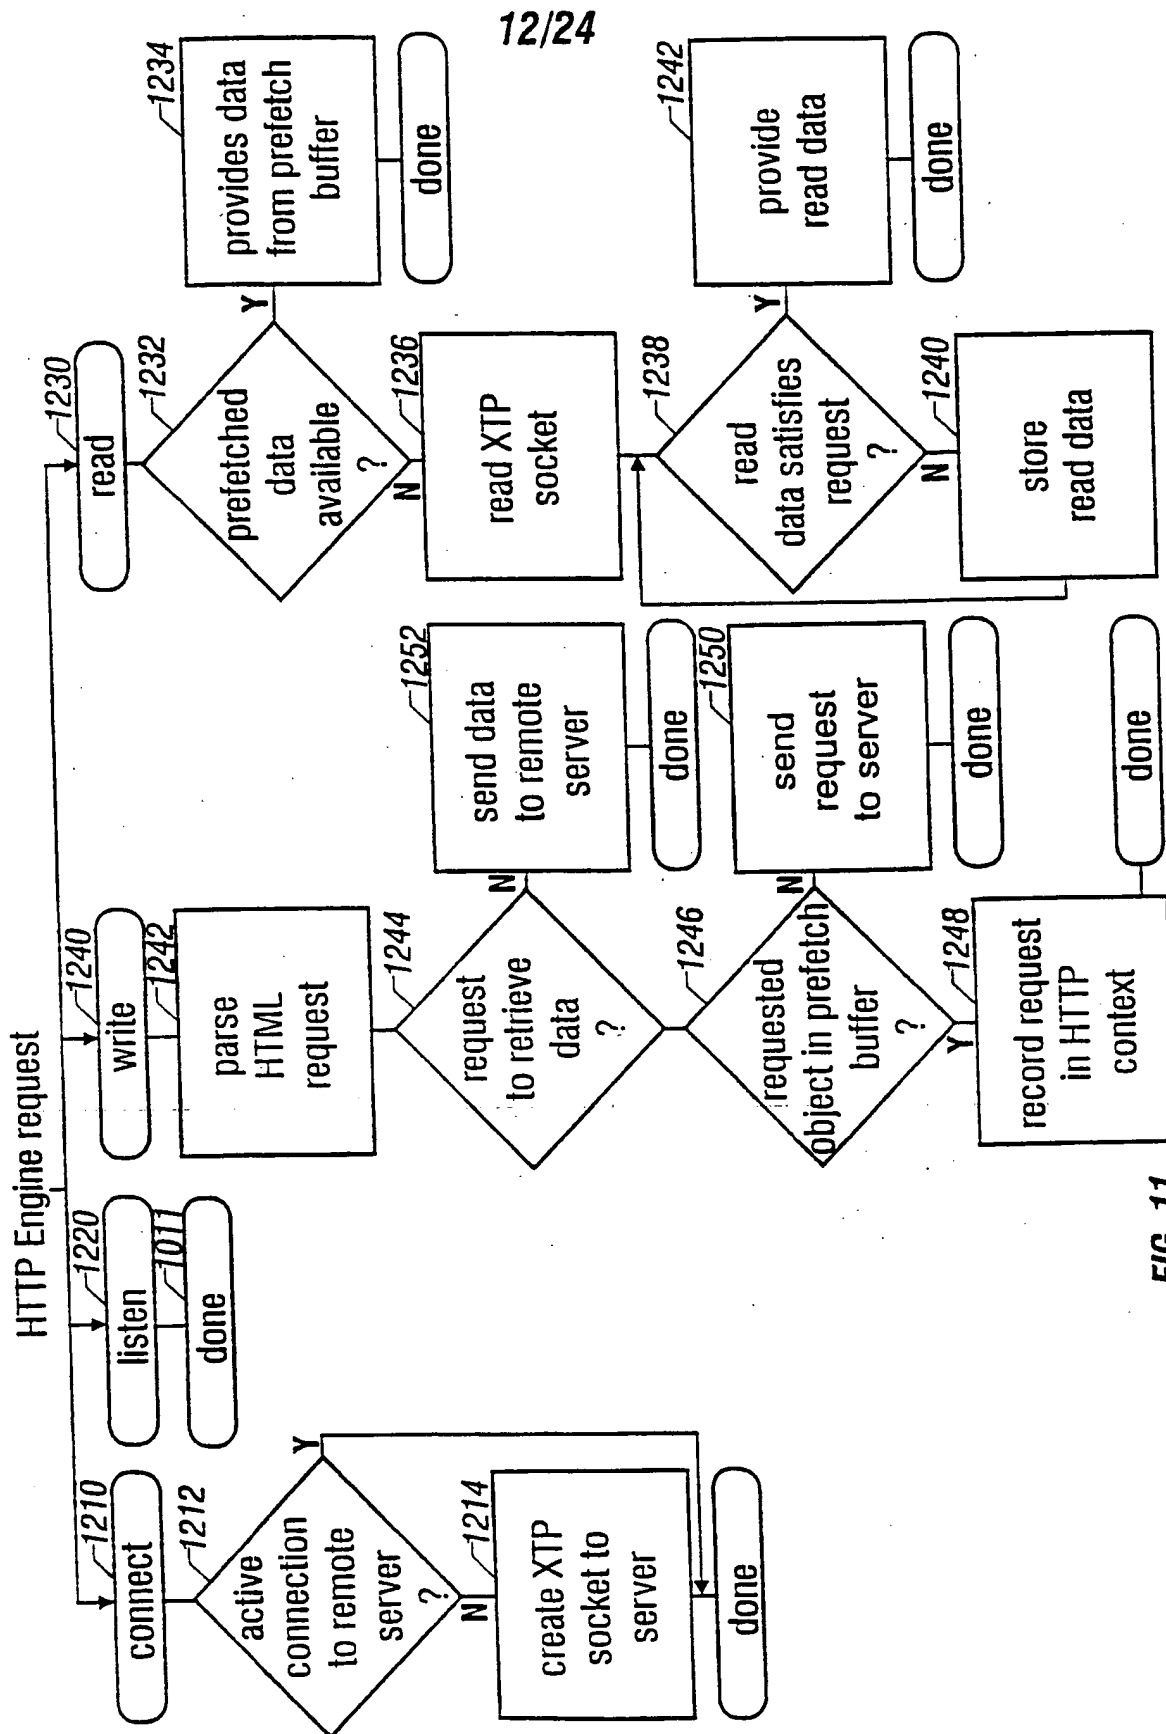 12/24
HTTP Engine request
1210
connect
1212
active
connection
to remote
server
?
Y
N
1214
create XTP
socket to
server
done
1220
listen
1011
done
1240
write
1242
parse
HTML
request
1244
request
to retrieve
data
?
N
1252
send data
to remote
server
done
1246
requested
object in prefetch
buffer
?
N
1250
send
request
to server
done
Y
1248
record request
in HTTP
context
done
1230
read
1232
prefetched
data
available
?
Y
1234
provides data
from prefetch
buffer
done
N
1236
read XTP
socket
1238
read
data satisfies
request
?
Y
1242
provide
read data
done
N
1240
store
read data
FIG. 11